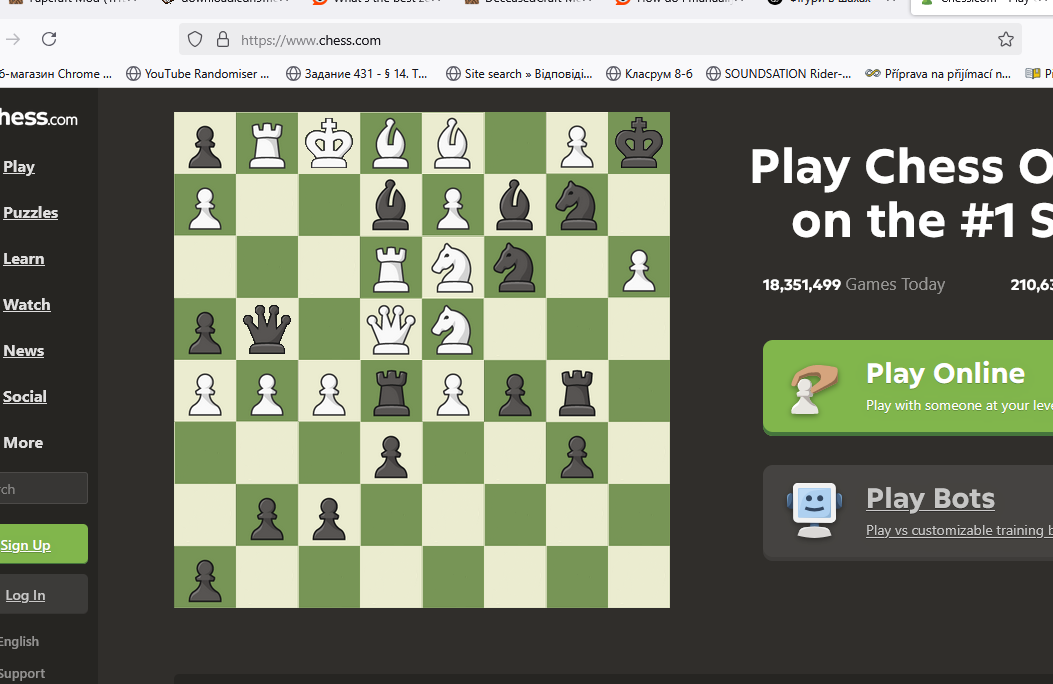 https://www.chess.com
б-магазин Chrome ... YouTube Randomiser ... Задание 431 - § 14. Т... Site search » Відповіді... Класрум 8-6 SOUNDSATION Rider-... Příprava na přijímací n...
hess.com
Play
Puzzles
Learn
Watch
News
Social
More
rch
Sign Up
Log In
English
Support
Play Chess O
on the #1 S
18,351,499 Games Today 210,63
Play Online
Play with someone at your leve
Play Bots
Play vs customizable training b